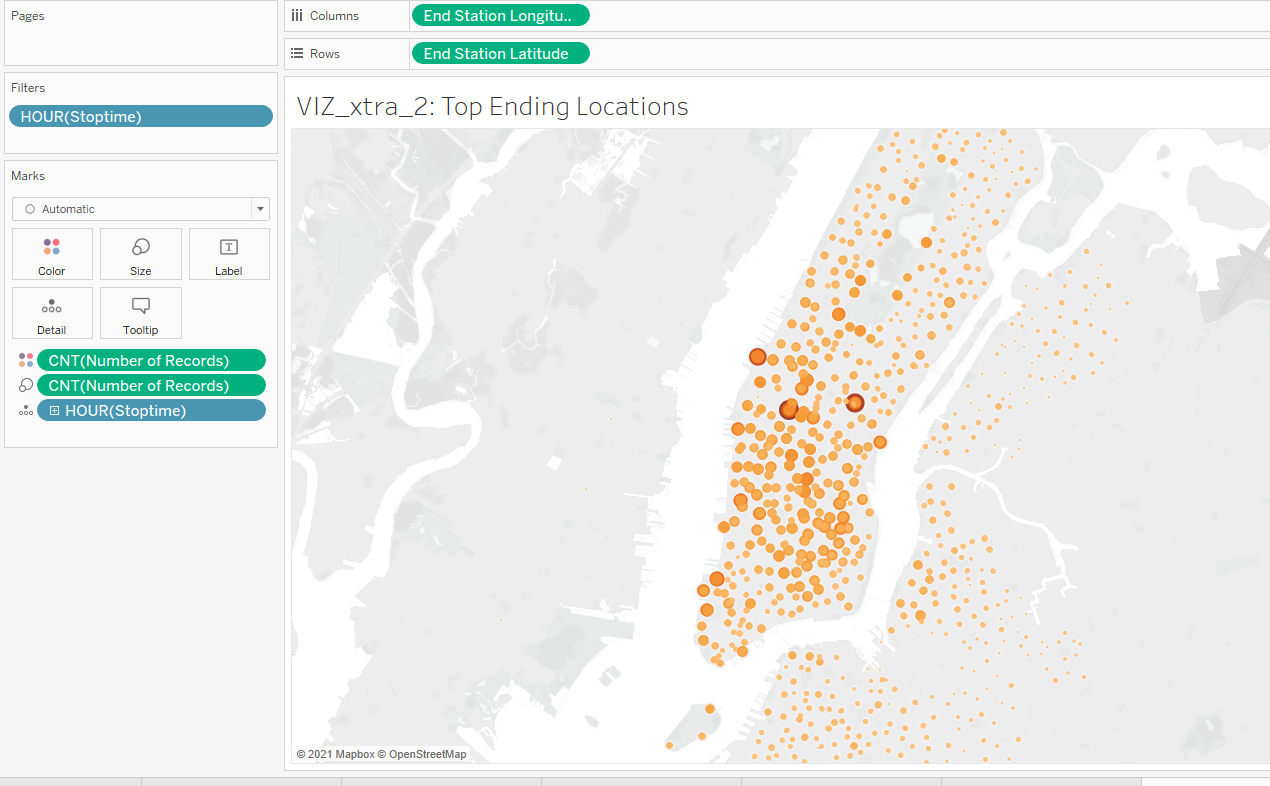 Pages
Columns
End Station Longitu..
Rows
End Station Latitude
Filters
HOUR(Stoptime)
VIZ_xtra_2: Top Ending Locations
Marks
Automatic
Color
Size
Label
Detail
Tooltip
CNT(Number of Records)
CNT(Number of Records)
HOUR(Stoptime)
© 2021 Mapbox © OpenStreetMap